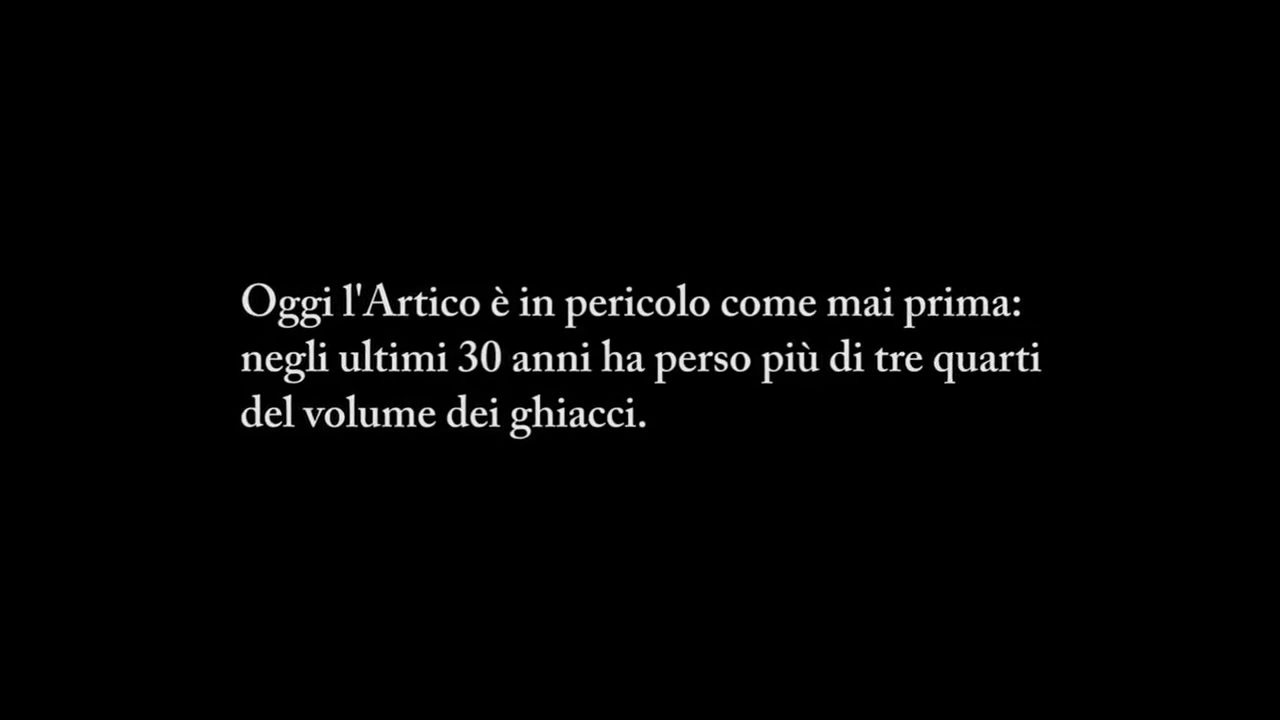 Oggi l'Artico è in pericolo come mai prima:
negli ultimi 30 anni ha perso più di tre quarti
del volume dei ghiacci.